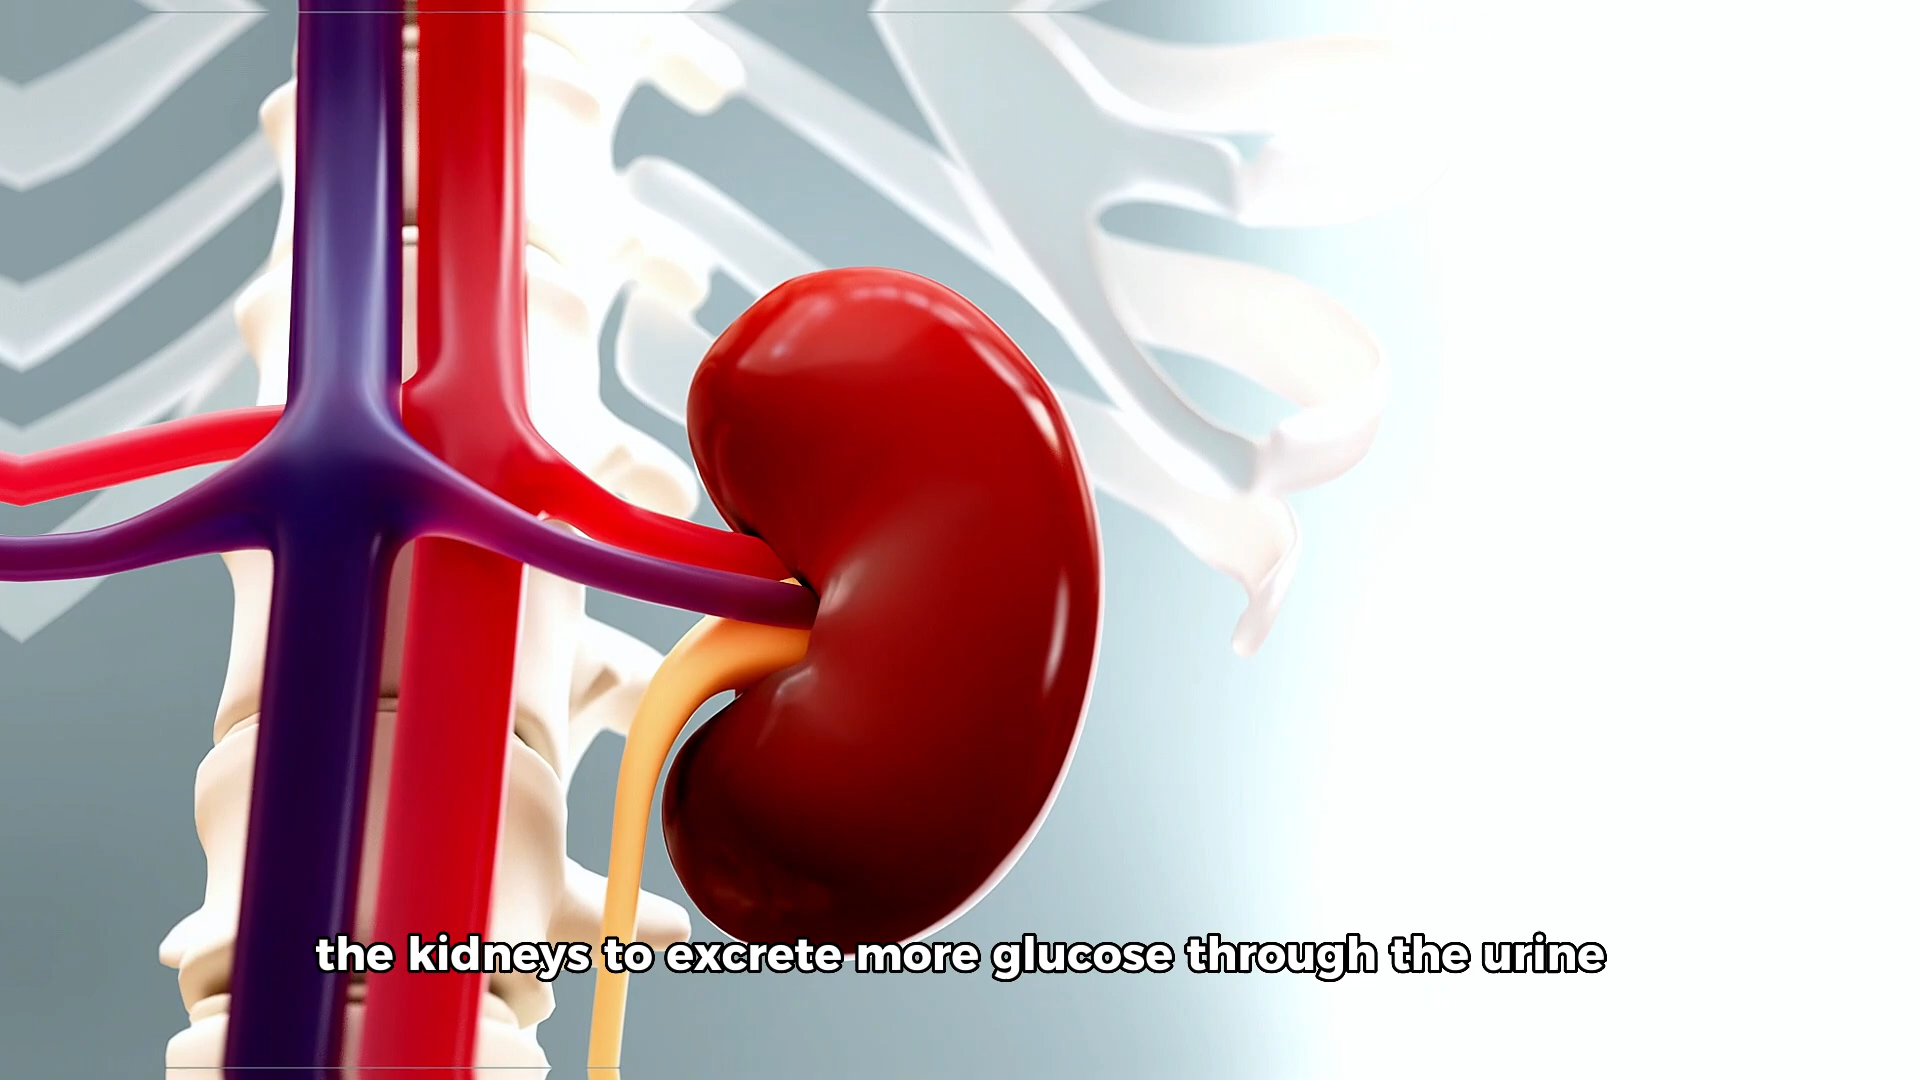 the kidneys to excrete more glucose through the urine